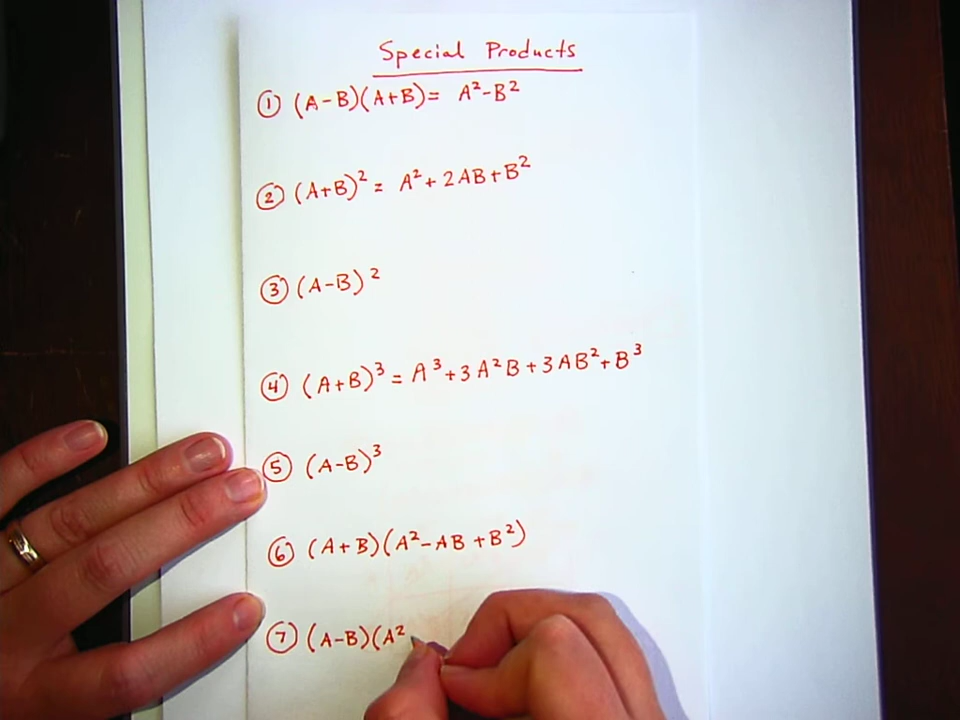 Special Products
① (A-B)(A+B) = A²-B²
② (A+B)² = A²+2AB+B²
③ (A-B)²
④ (A+B)³ = A³+3A²B+3AB²+B³
⑤ (A-B)³
⑥ (A+B)(A²-AB+B²)
⑦ (A-B)(A²